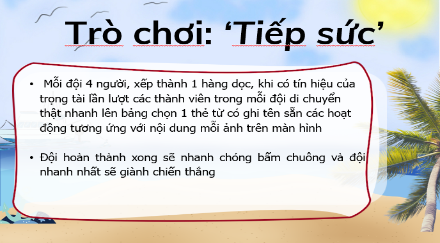 Trò chơi: ‘Tiếp sức’
• Mỗi đội 4 người, xếp thành 1 hàng dọc, khi có tín hiệu của
trọng tài lần lượt các thành viên trong mỗi đội di chuyển
thật nhanh lên bảng chọn 1 thẻ từ có ghi tên sẵn các hoạt
động tương ứng với nội dung mỗi ảnh trên màn hình
• Đội hoàn thành xong sẽ nhanh chóng bấm chuông và đội
nhanh nhất sẽ giành chiến thắng